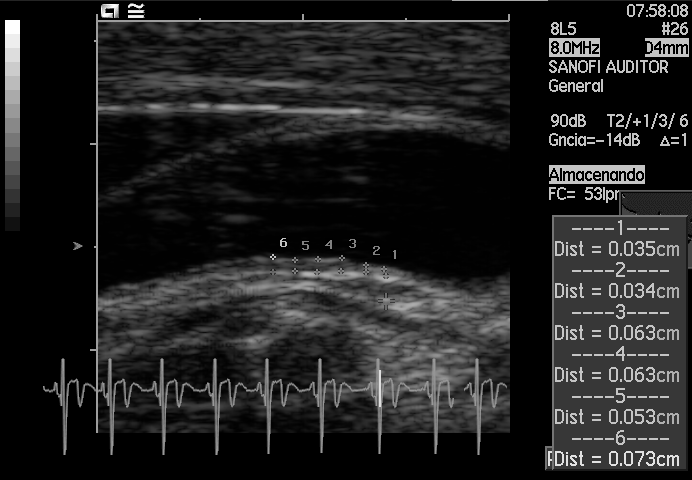 07:58:08
8L5 #26
8.0MHz 04mm
SANOFI AUDITOR
General
90dB T2/+1/3/ 6
Gncia=-14dB Δ=1
Almacenando
FC= 53lpm
6 5 4 3 2 1
-----1-----
Dist = 0.035cm
-----2-----
Dist = 0.034cm
-----3-----
Dist = 0.063cm
-----4-----
Dist = 0.063cm
-----5-----
Dist = 0.053cm
-----6-----
Dist = 0.073cm